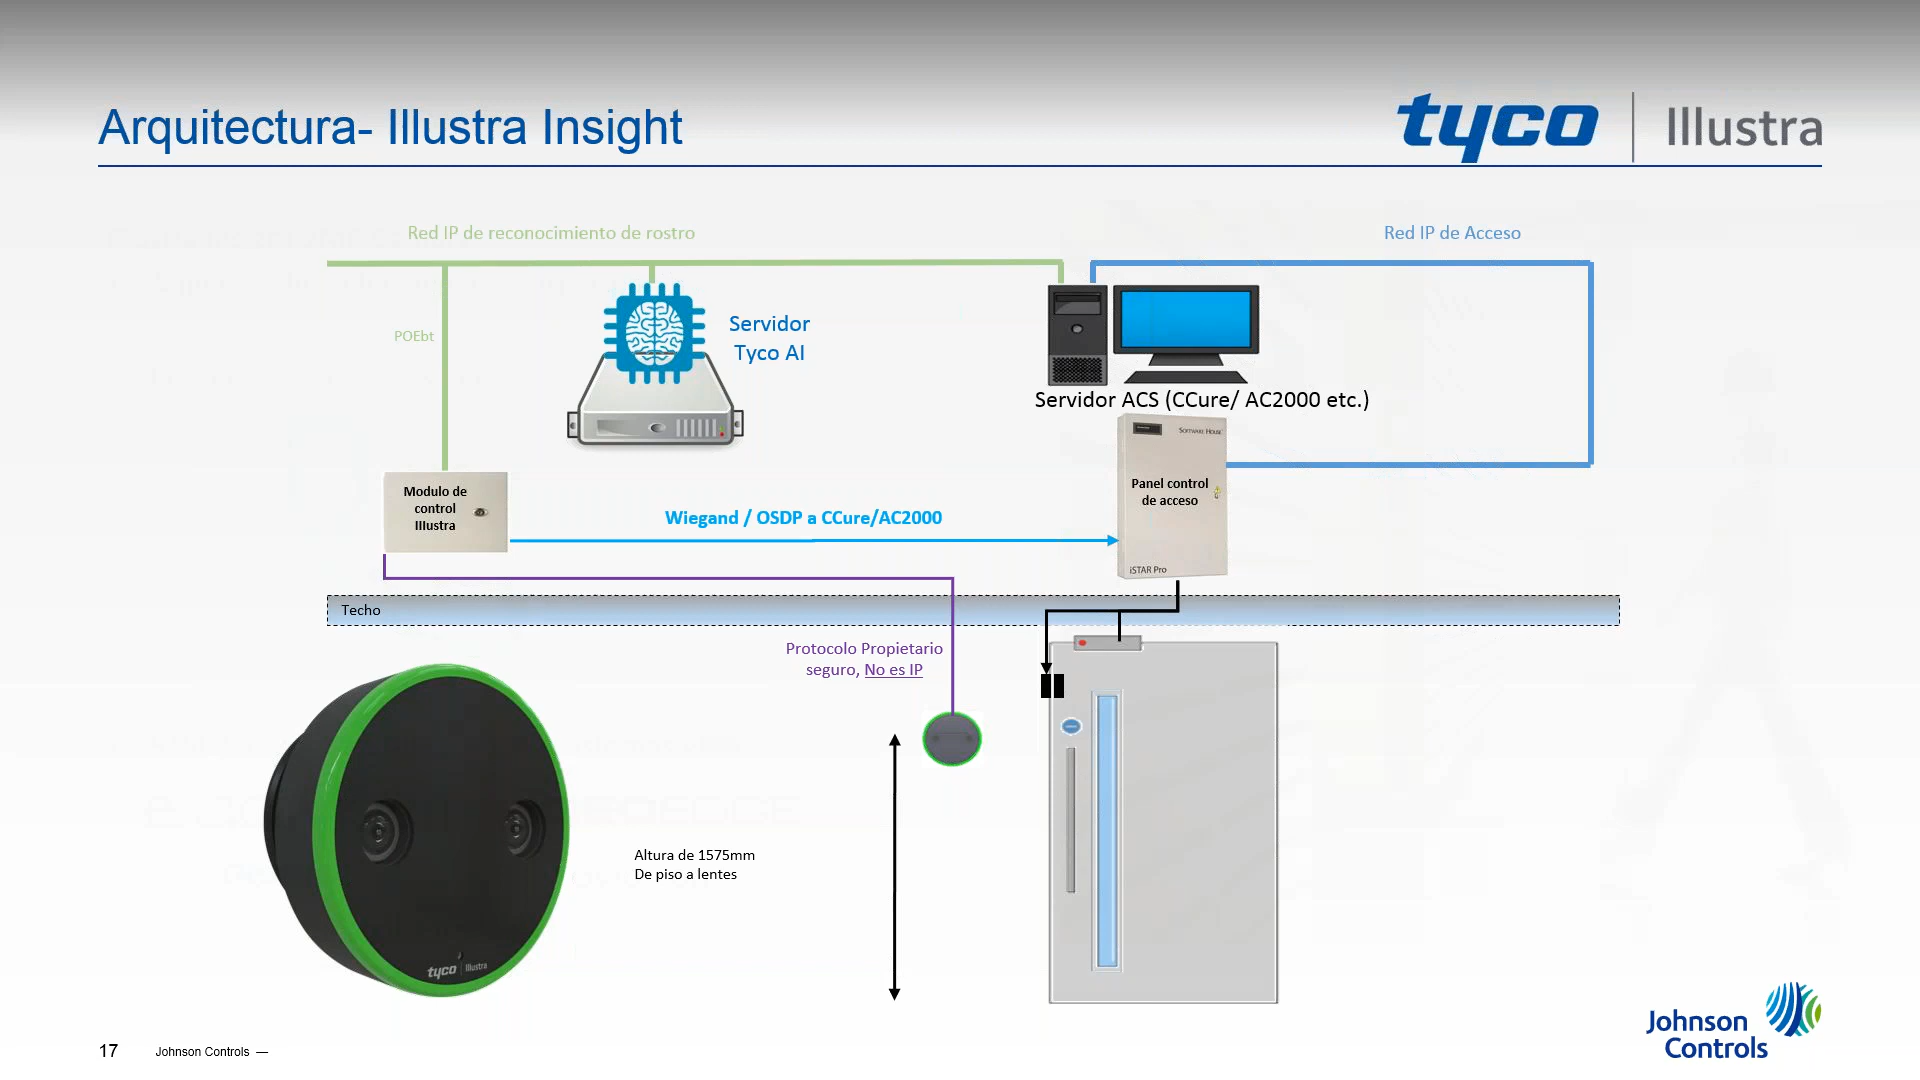 Arquitectura- Illustra Insight
tyco | Illustra
Red IP de reconocimiento de rostro
Red IP de Acceso
POEbt
Servidor
Tyco AI
Servidor ACS (CCure/ AC2000 etc.)
Software House
Modulo de
control
Illustra
Panel control
de acceso
Wiegand / OSDP a CCure/AC2000
iSTAR Pro
Techo
Protocolo Propietario
seguro, No es IP
Altura de 1575mm
De piso a lentes
tyco | Illustra
Johnson
Controls
17
Johnson Controls —